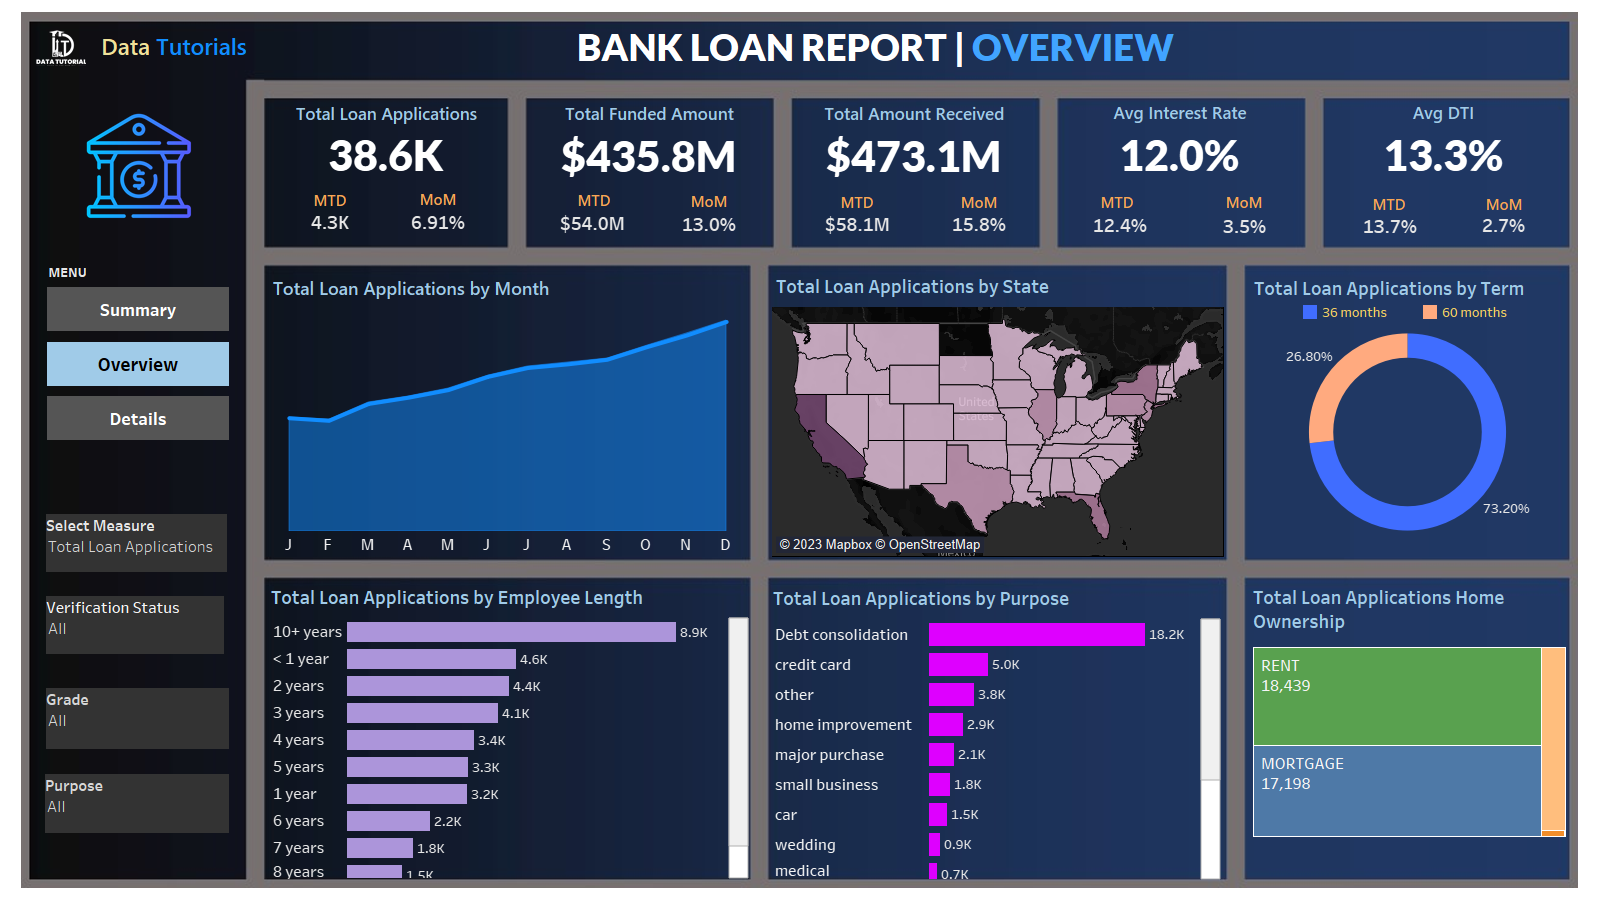 DATA TUTORIAL
Data Tutorials
BANK LOAN REPORT | OVERVIEW
Total Loan Applications
38.6K
MTD MoM
4.3K 6.91%
Total Funded Amount
$435.8M
MTD MoM
$54.0M 13.0%
Total Amount Received
$473.1M
MTD MoM
$58.1M 15.8%
Avg Interest Rate
12.0%
MTD MoM
12.4% 3.5%
Avg DTI
13.3%
MTD MoM
13.7% 2.7%
MENU
Summary
Overview
Details
Select Measure
Total Loan Applications
Verification Status
All
Grade
All
Purpose
All
Total Loan Applications by Month
J F M A M J J A S O N D
Total Loan Applications by State
United
States
© 2023 Mapbox © OpenStreetMap
Total Loan Applications by Term
36 months 60 months
26.80%
73.20%
Total Loan Applications by Employee Length
10+ years 8.9K
< 1 year 4.6K
2 years 4.4K
3 years 4.1K
4 years 3.4K
5 years 3.3K
1 year 3.2K
6 years 2.2K
7 years 1.8K
8 years 1.5K
Total Loan Applications by Purpose
Debt consolidation 18.2K
credit card 5.0K
other 3.8K
home improvement 2.9K
major purchase 2.1K
small business 1.8K
car 1.5K
wedding 0.9K
medical 0.7K
Total Loan Applications Home
Ownership
RENT
18,439
MORTGAGE
17,198